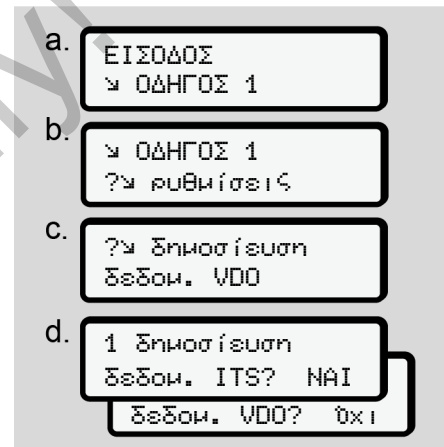 a.
ΕΙΣΟΔΟΣ
↘ ΟΔΗΓΟΣ 1
b.
↘ ΟΔΗΓΟΣ 1
?↘ ρυθμίσεις
c.
?↘ δημοσίευση
δεδομ. VDO
d.
1 δημοσίευση
δεδομ. ITS? ΝΑΙ
δεδομ. VDO? όχι